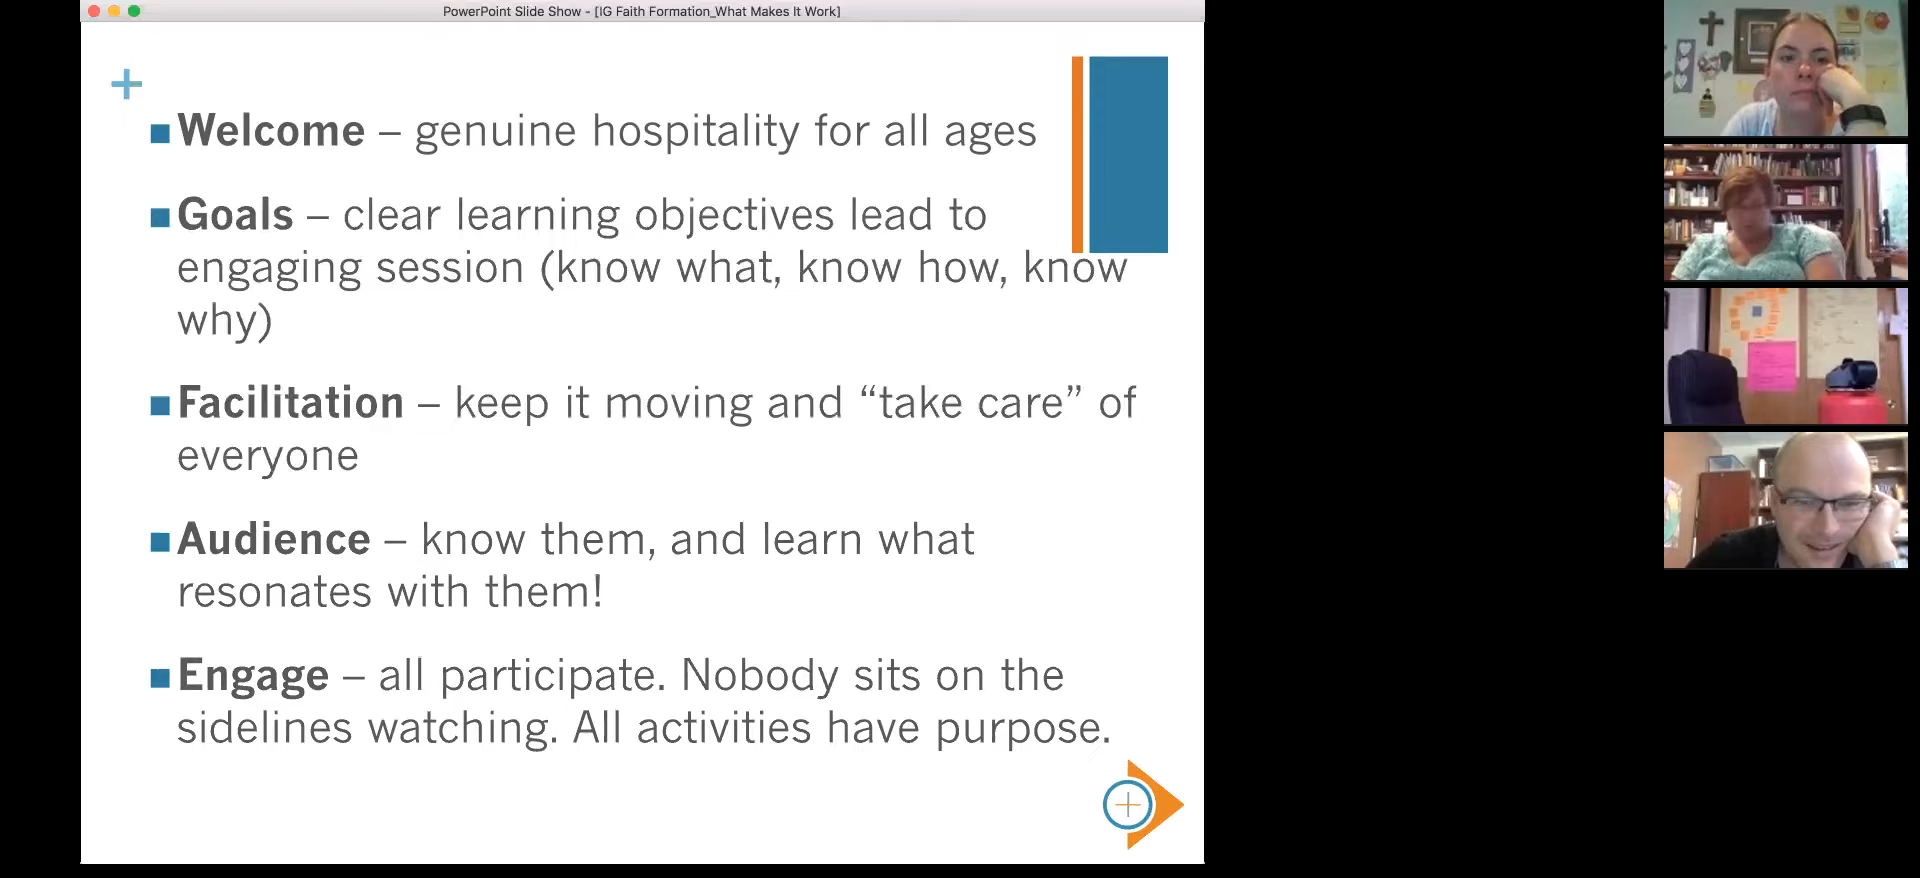 PowerPoint Slide Show - [IG Faith Formation_What Makes It Work]
Welcome – genuine hospitality for all ages
Goals – clear learning objectives lead to
engaging session (know what, know how, know
why)
Facilitation – keep it moving and “take care” of
everyone
Audience – know them, and learn what
resonates with them!
Engage – all participate. Nobody sits on the
sidelines watching. All activities have purpose.